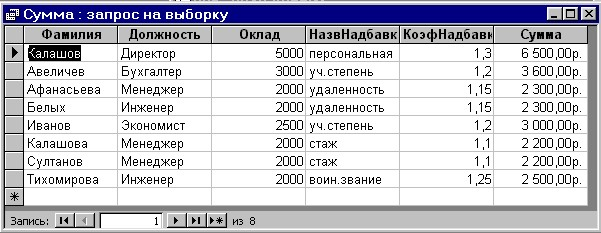 Сумма : запрос на выборку
Фамилия Должность Оклад НазвНадбавк КоэфНадбавк Сумма
Калашов Директор 5000 персональная 1,3 6 500,00р.
Авеличев Бухгалтер 3000 уч.степень 1,2 3 600,00р.
Афанасьева Менеджер 2000 удаленность 1,15 2 300,00р.
Белых Инженер 2000 удаленность 1,15 2 300,00р.
Иванов Экономист 2500 уч.степень 1,2 3 000,00р.
Калашова Менеджер 2000 стаж 1,1 2 200,00р.
Султанов Менеджер 2000 стаж 1,1 2 200,00р.
Тихомирова Инженер 2000 воин.звание 1,25 2 500,00р.
Запись: 1 из 8